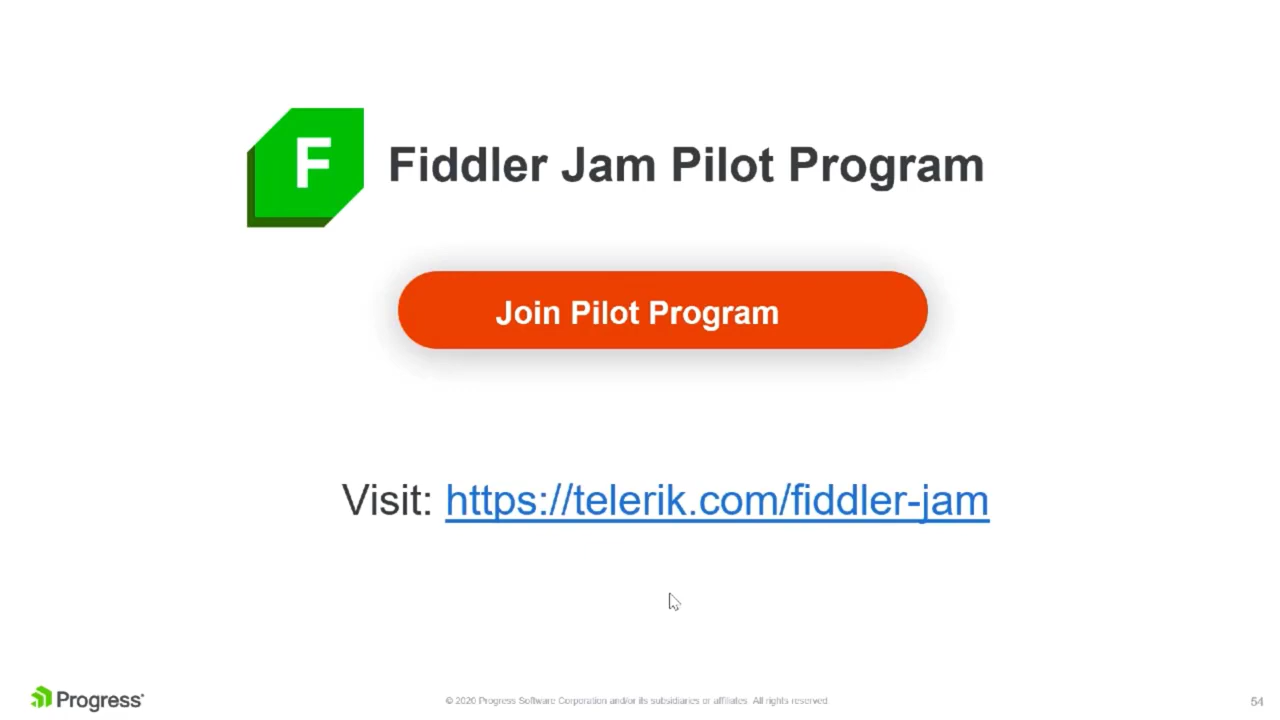 F
Fiddler Jam Pilot Program
Join Pilot Program
Visit: https://telerik.com/fiddler-jam
Progress®
© 2020 Progress Software Corporation and/or its subsidiaries or affiliates. All rights reserved
54